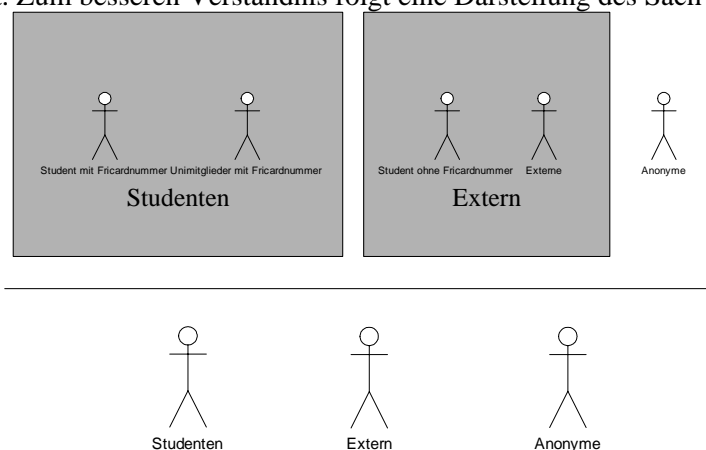 . Zum besseren Verständnis folgt eine Darstellung des Sach
Student mit Fricardnummer Unimitglieder mit Fricardnummer
Studenten
Student ohne Fricardnummer Externe
Extern
Anonyme
Studenten Extern Anonyme